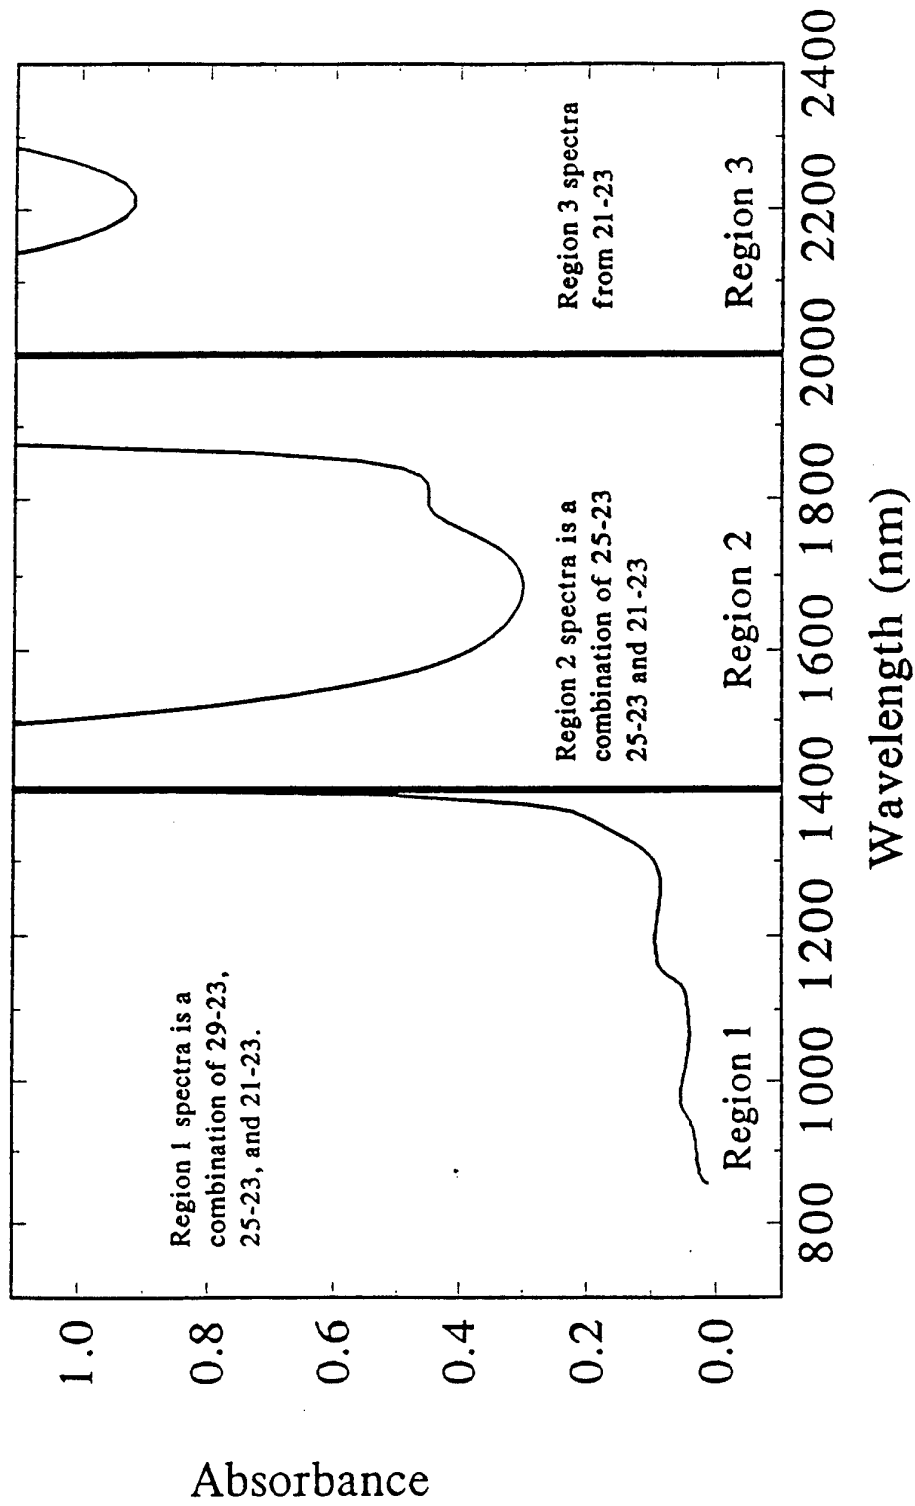 Absorbance
1.0
0.8
0.6
0.4
0.2
0.0
Region 1 spectra is a
combination of 29-23,
25-23, and 21-23.
Region 2 spectra is a
combination of 25-23
25-23 and 21-23
Region 3 spectra
from 21-23
Region 1
Region 2
Region 3
800 1000 1200 1400 1600 1800 2000 2200 2400
Wavelength (nm)